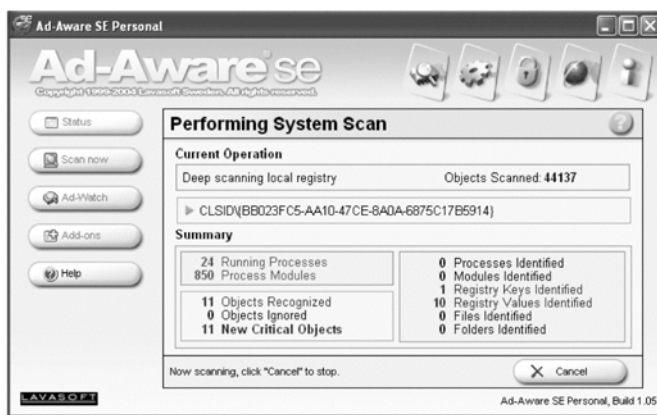 Ad-Aware SE Personal
Ad-Aware se
Copyright 1999-2004 Lavasoft Sweden. All rights reserved.
Status
Scan now
Ad-Watch
Add-ons
Help
Performing System Scan
?
Current Operation
Deep scanning local registry Objects Scanned: 44137
CLSID\{BB023FC5-AA10-47CE-8A0A-6875C17B5914}
Summary
24 Running Processes
850 Process Modules
11 Objects Recognized
0 Objects Ignored
11 New Critical Objects
0 Processes Identified
0 Modules Identified
1 Registry Keys Identified
10 Registry Values Identified
0 Files Identified
0 Folders Identified
Now scanning, click "Cancel" to stop.
Cancel
LAVASOFT
Ad-Aware SE Personal, Build 1.05